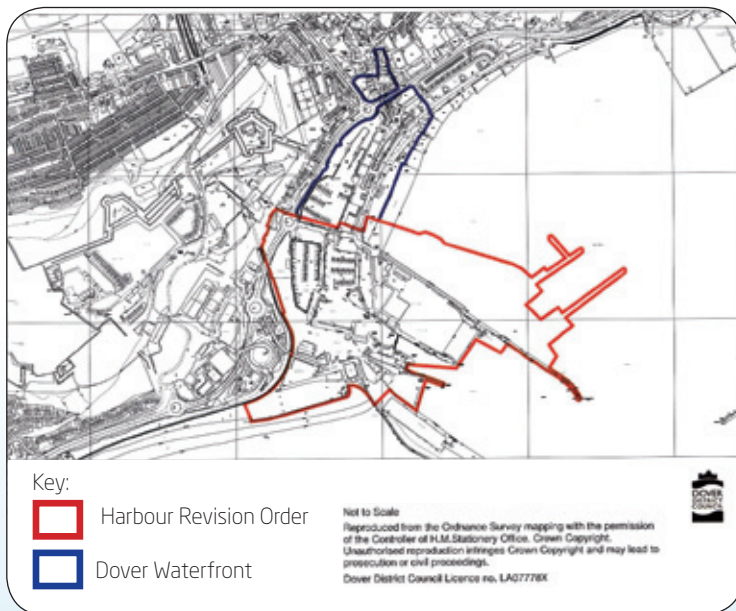 Key:
Harbour Revision Order
Dover Waterfront
Not to Scale
Reproduced from the Ordnance Survey mapping with the permission
of the Controller of H.M.Stationery Office. Crown Copyright.
Unauthorised reproduction infringes Crown Copyright and may lead to
prosecution or civil proceedings.
Dover District Council Licence no. LA07778X
DOVER
DISTRICT
COUNCIL